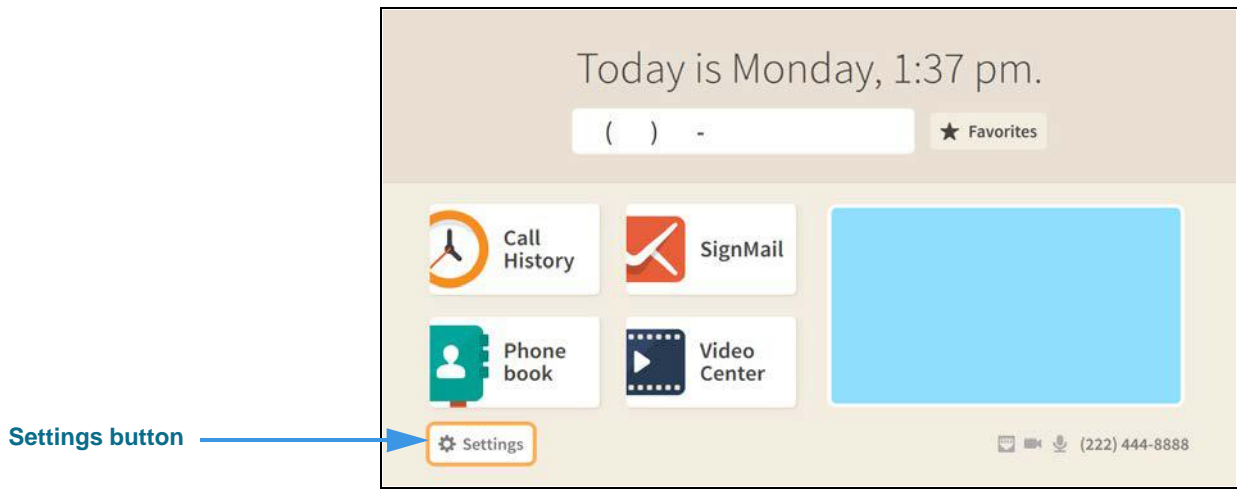 Today is Monday, 1:37 pm.
( ) -
Favorites
Call
History
SignMail
Phone
book
Video
Center
Settings button
Settings
(222) 444-8888